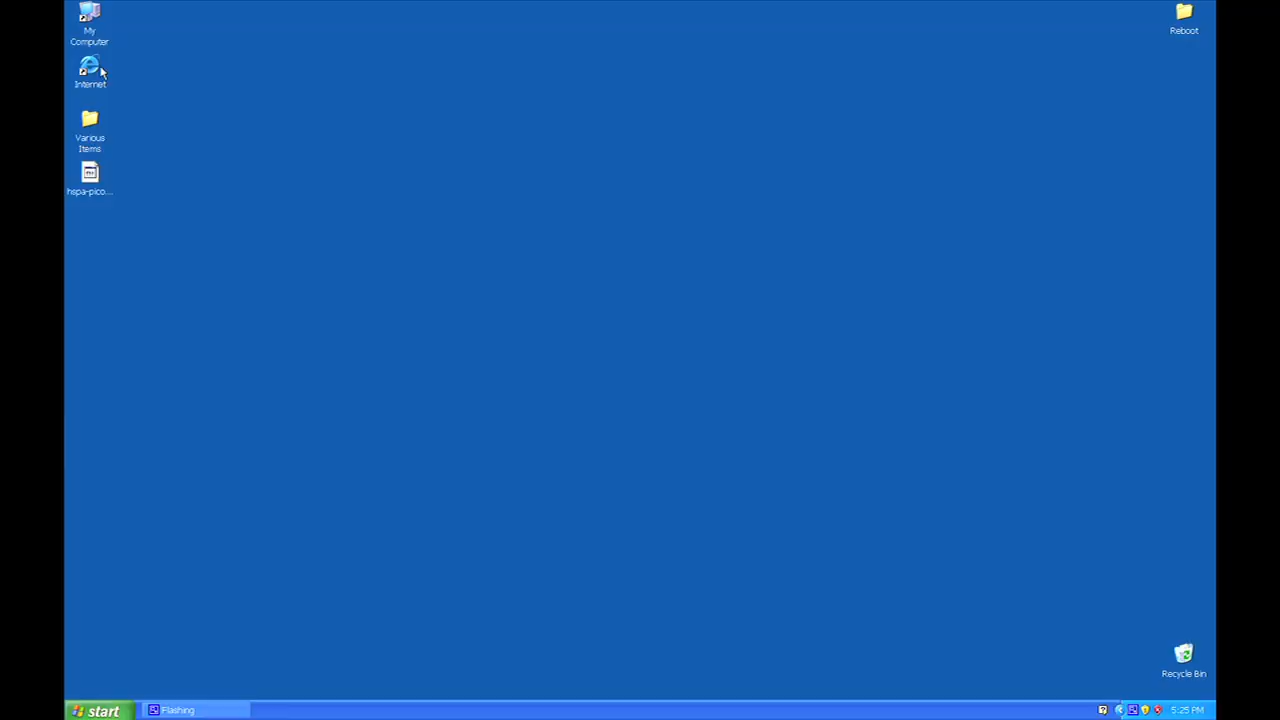 My
Computer
Internet
Various
Items
hspa-pico...
Reboot
Recycle Bin
start
Flashing
5:25 PM